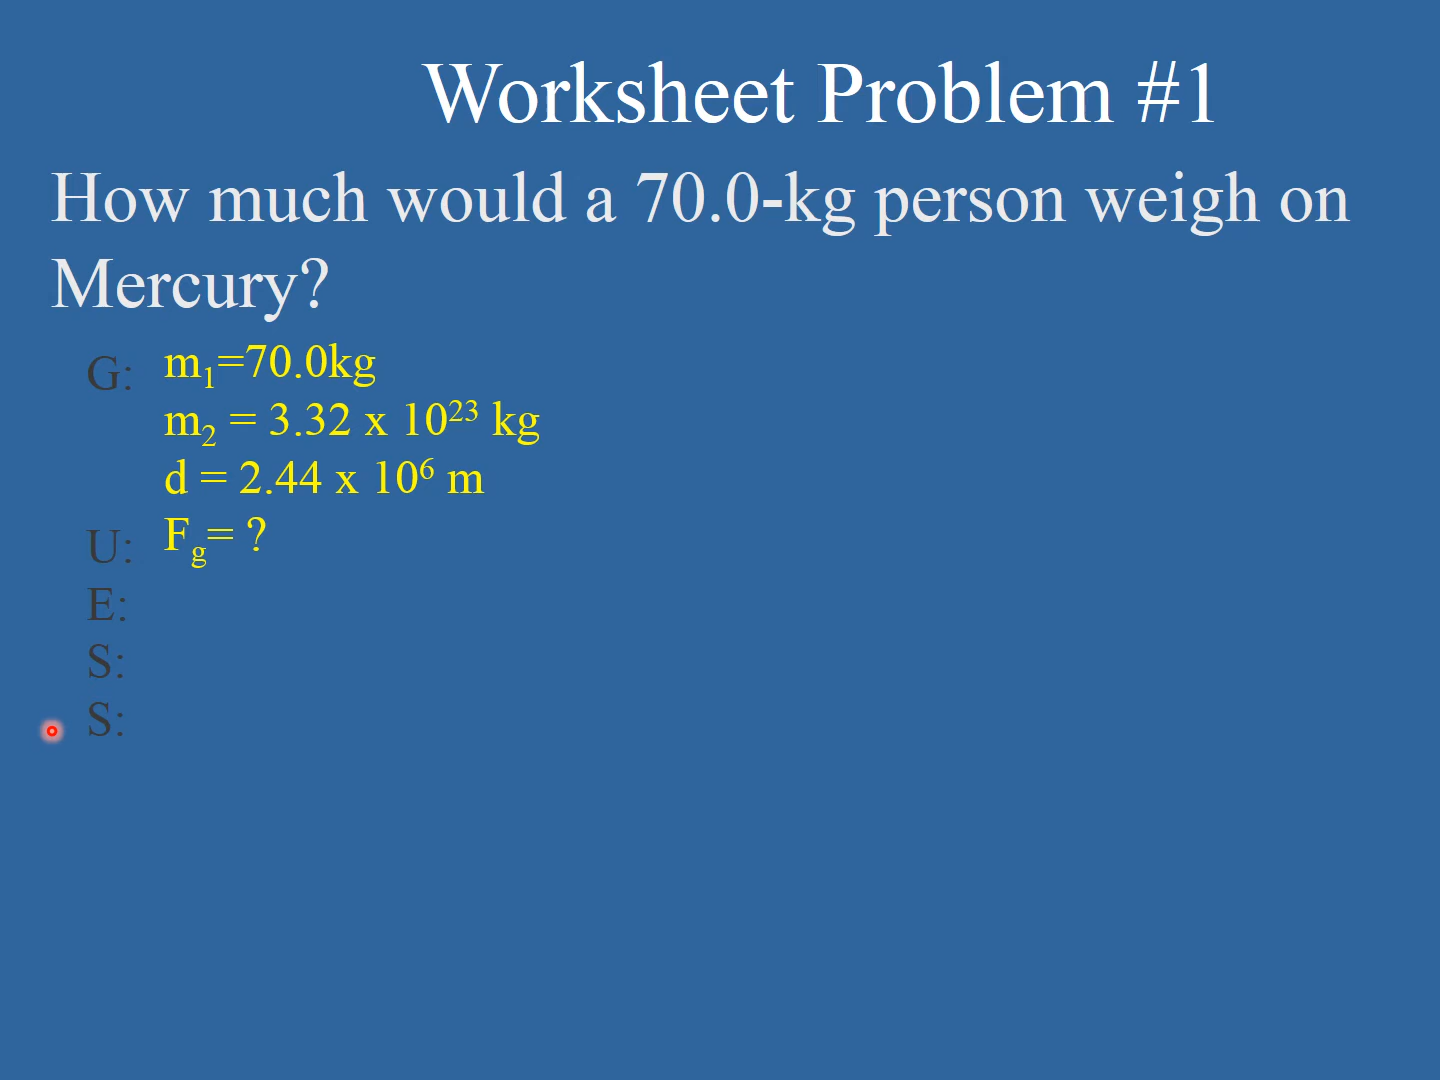 Worksheet Problem #1
How much would a 70.0-kg person weigh on
Mercury?
G: m₁=70.0kg
m₂ = 3.32 x 10²³ kg
d = 2.44 x 10⁶ m
U: F_g= ?
E:
S:
S: